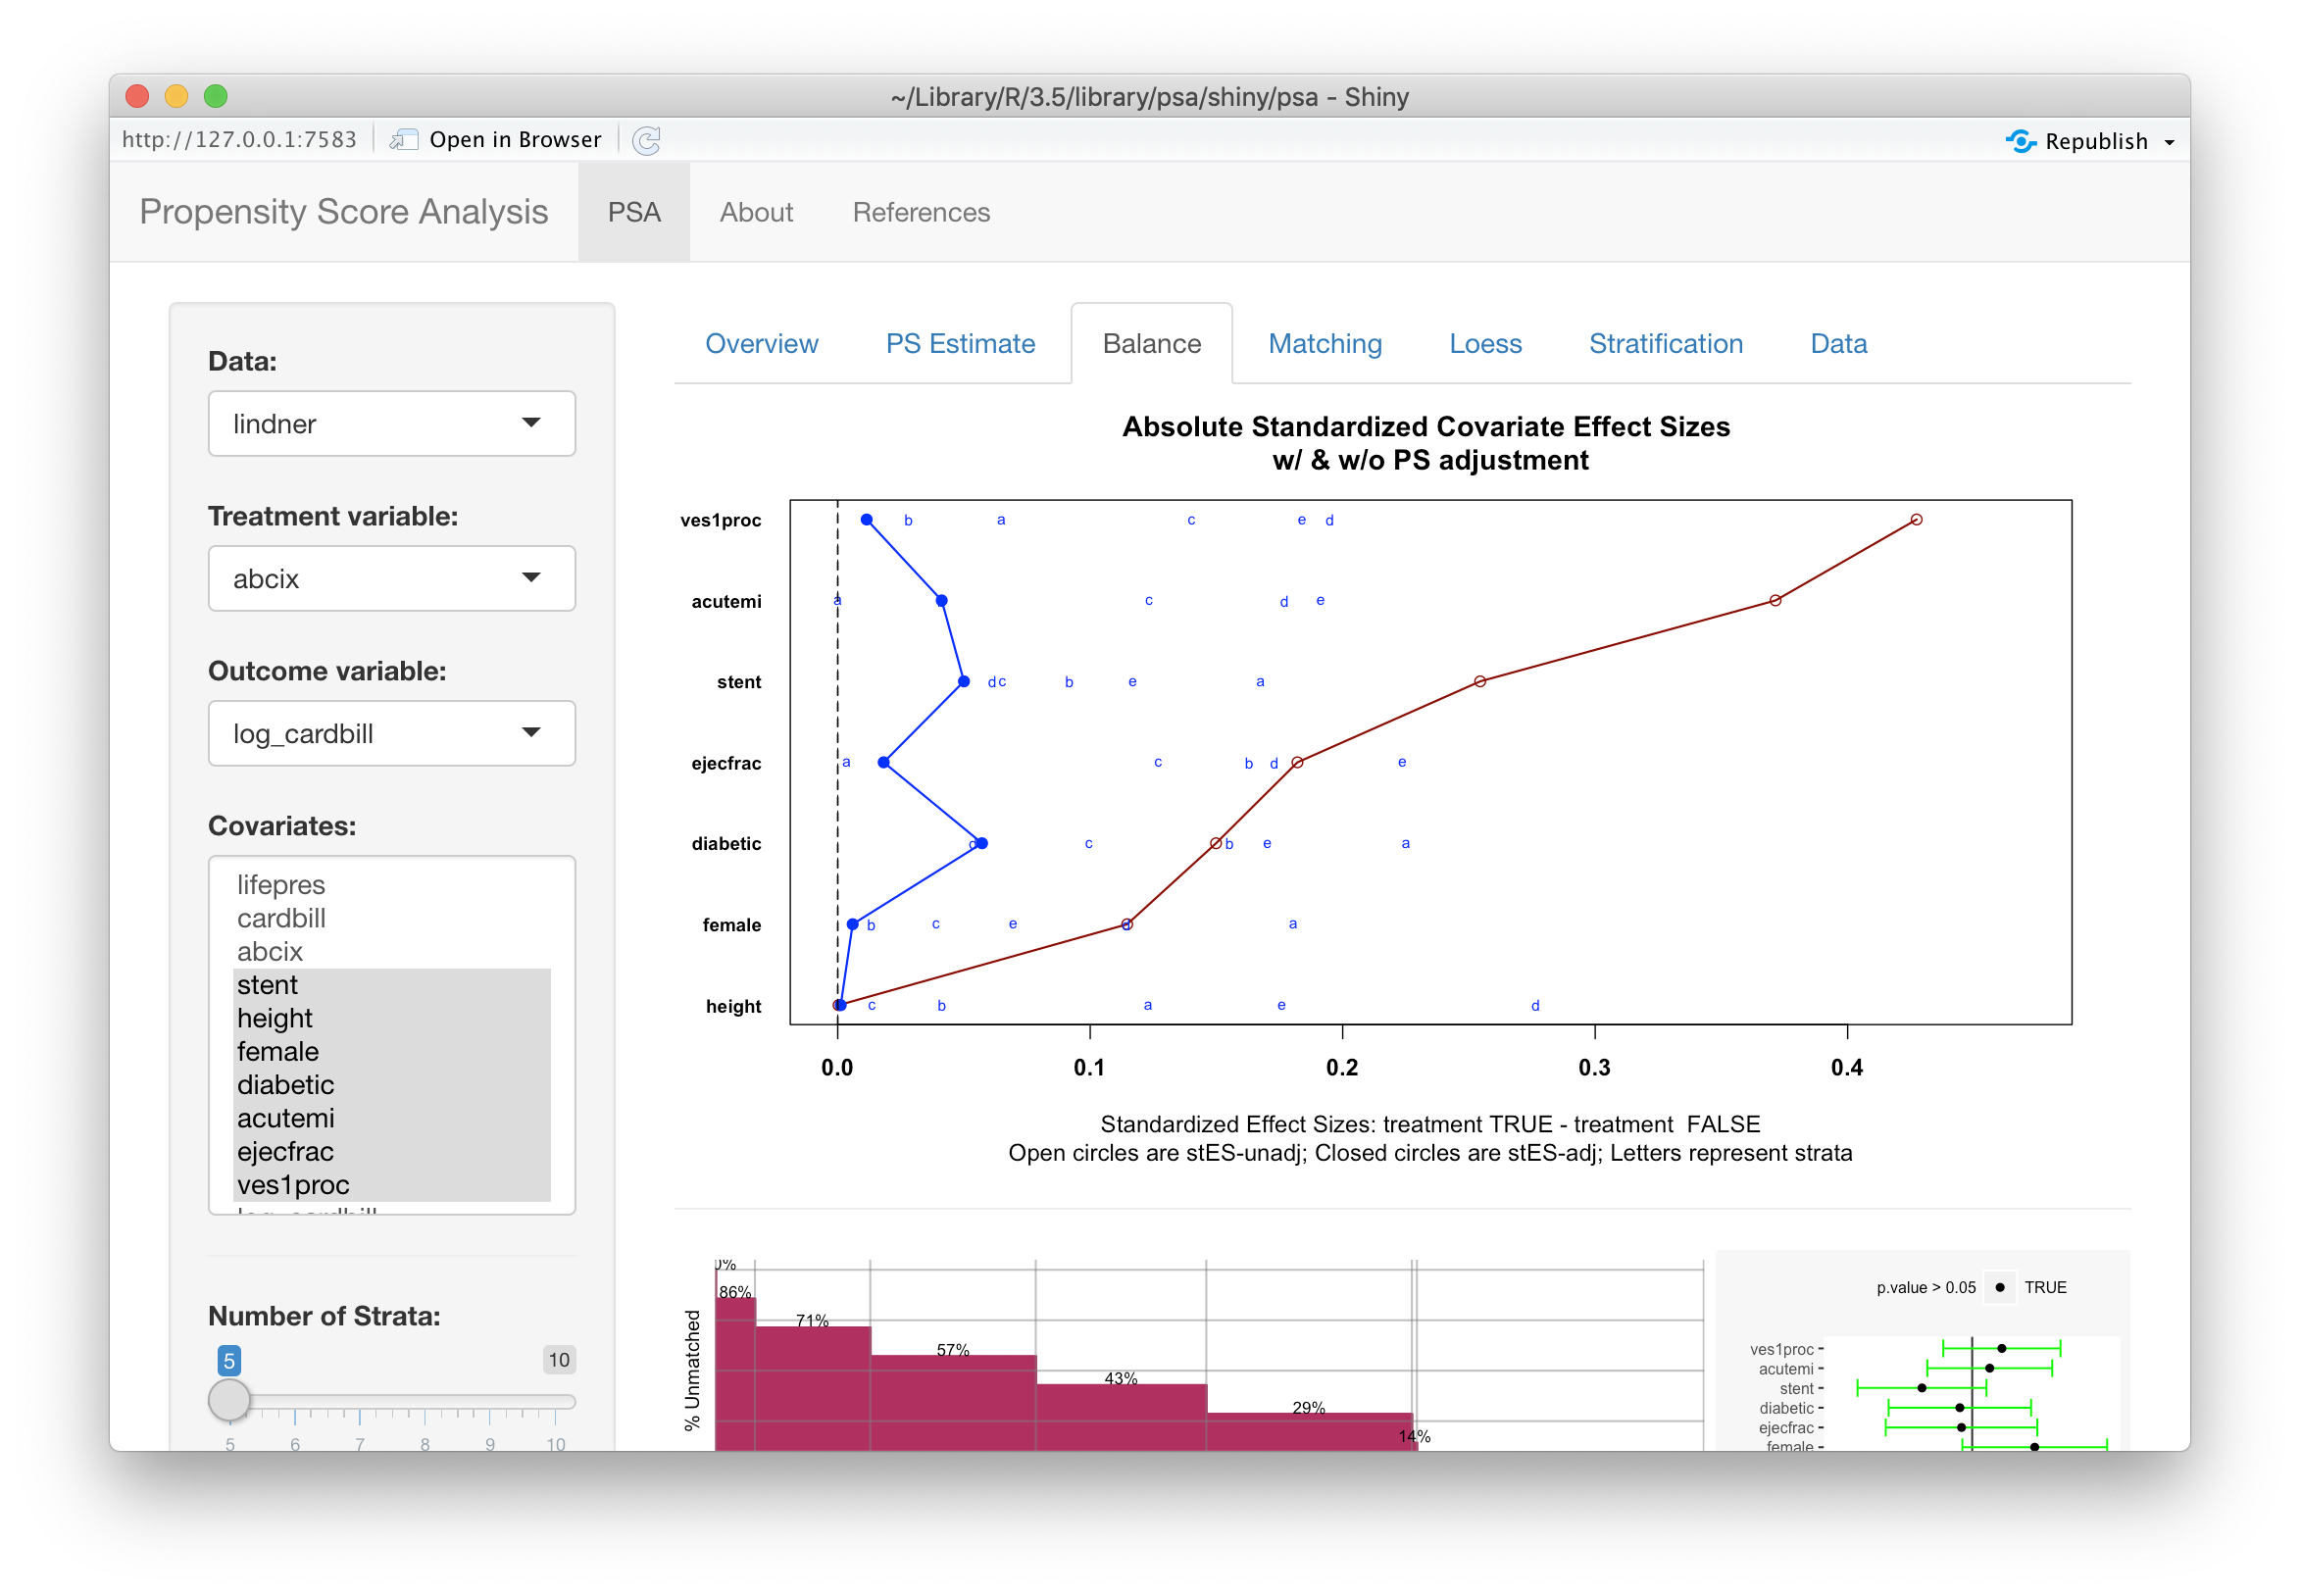 ~/Library/R/3.5/library/psa/shiny/psa - Shiny
http://127.0.0.1:7583 Open in Browser Republish
Propensity Score Analysis PSA About References
Data:
lindner
Treatment variable:
abcix
Outcome variable:
log_cardbill
Covariates:
lifepres
cardbill
abcix
stent
height
female
diabetic
acutemi
ejecfrac
ves1proc
log_cardbill
Number of Strata:
5 10
5 6 7 8 9 10
Overview PS Estimate Balance Matching Loess Stratification Data
Absolute Standardized Covariate Effect Sizes
w/ & w/o PS adjustment
ves1proc b a c e d
acutemi a c d e
stent d c b e a
ejecfrac a c b d e
diabetic c b e a
female b c e d a
height c b a e d
0.0 0.1 0.2 0.3 0.4
Standardized Effect Sizes: treatment TRUE - treatment FALSE
Open circles are stES-unadj; Closed circles are stES-adj; Letters represent strata
% Unmatched
86%
71%
57%
43%
29%
14%
p.value > 0.05 TRUE
ves1proc
acutemi
stent
diabetic
ejecfrac
female